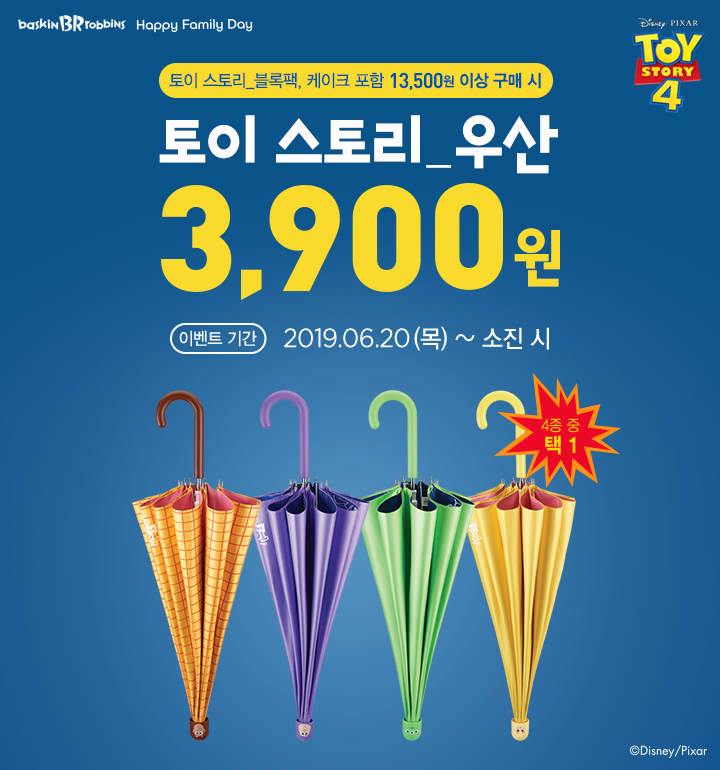 baskin BR robbins Happy Family Day
Disney PIXAR
TOY
STORY
4
토이 스토리_블록팩, 케이크 포함 13,500원 이상 구매 시
토이 스토리_우산
3,900원
이벤트 기간 2019.06.20(목) ~ 소진 시
4종 중
택 1
©Disney/Pixar